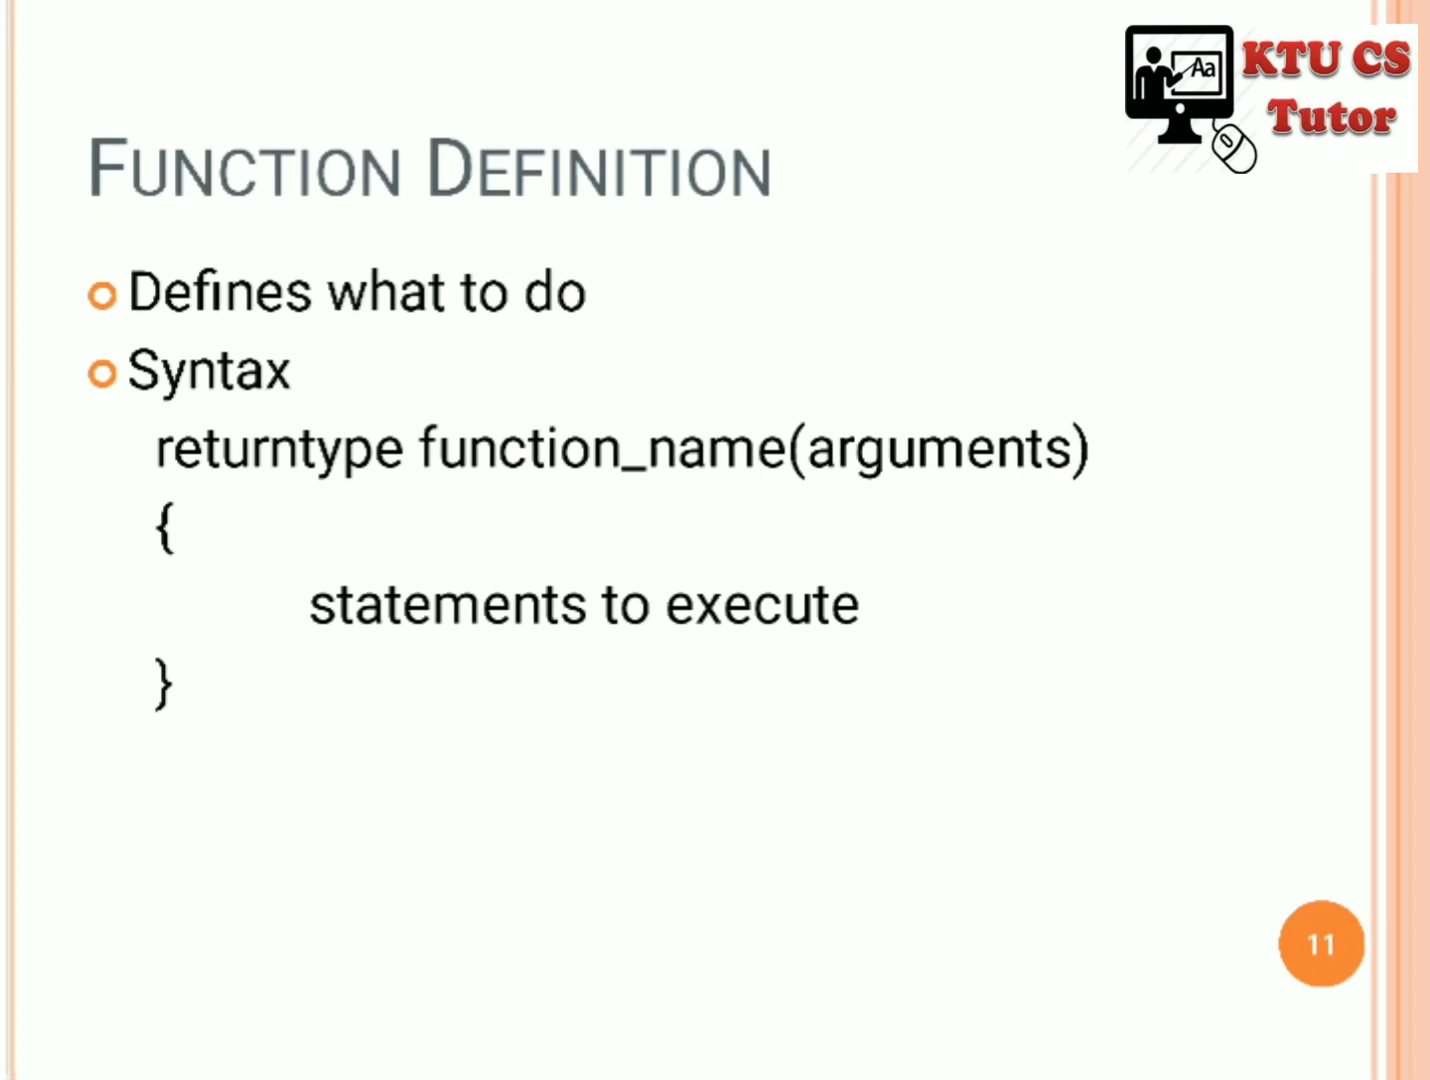 Aa
KTU CS
Tutor
FUNCTION DEFINITION
Defines what to do
Syntax
returntype function_name(arguments)
{
statements to execute
}
11